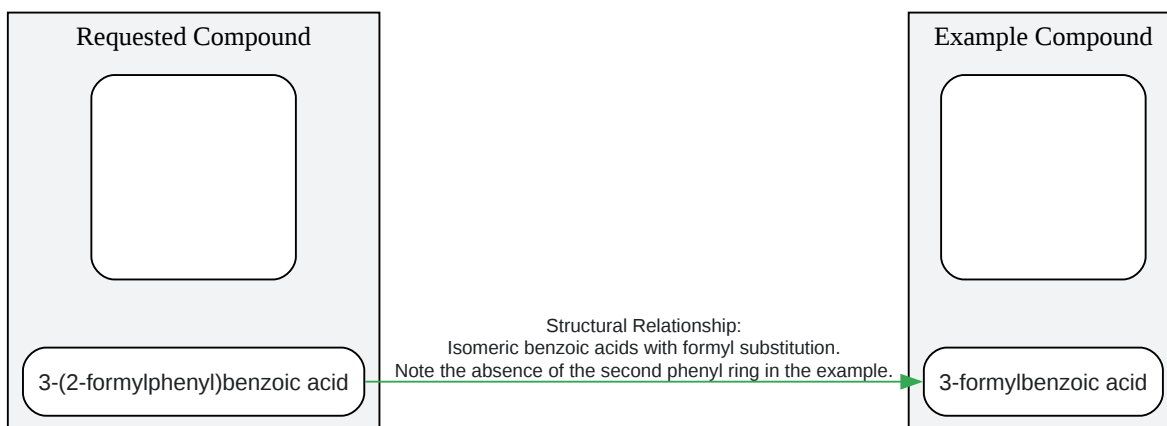 Requested Compound
Example Compound
Structural Relationship:
Isomeric benzoic acids with formyl substitution.
Note the absence of the second phenyl ring in the example.
3-(2-formylphenyl)benzoic acid
3-formylbenzoic acid